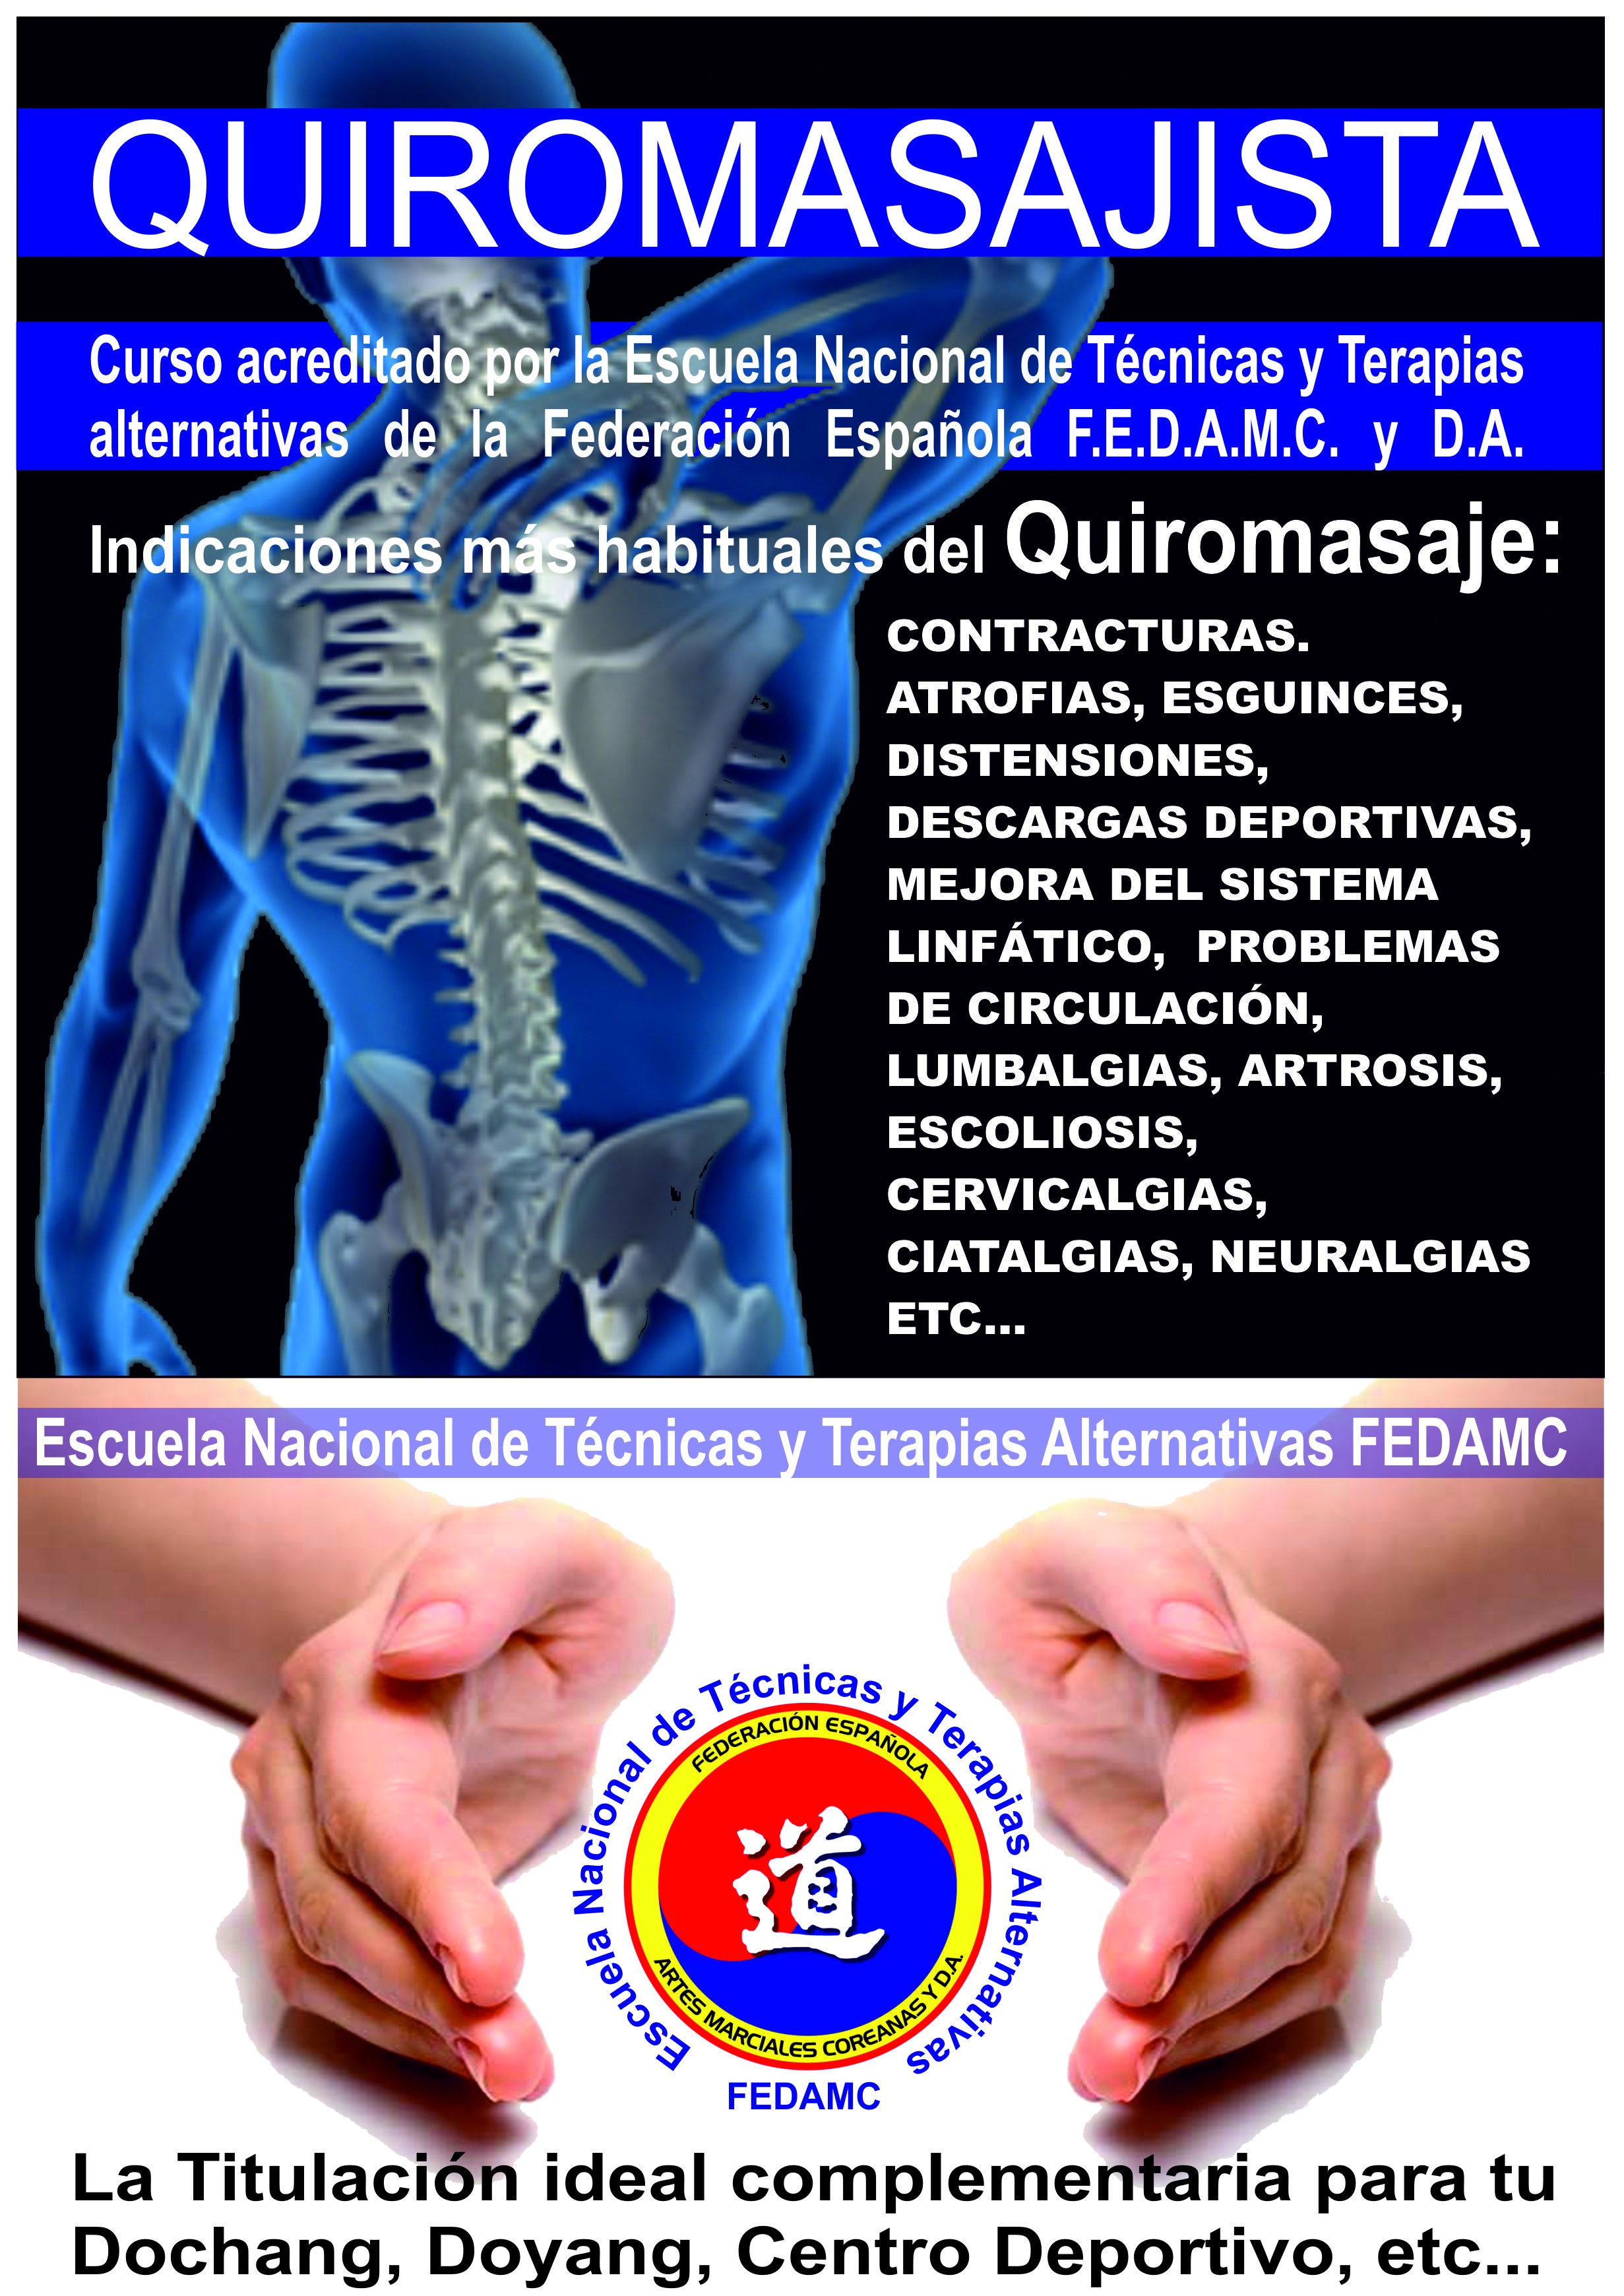 QUIROMASAJISTA
Curso acreditado por la Escuela Nacional de Técnicas y Terapias
alternativas de la Federación Española F.E.D.A.M.C. y D.A.
Indicaciones más habituales del Quiromasaje:
CONTRACTURAS.
ATROFIAS, ESGUINCES,
DISTENSIONES,
DESCARGAS DEPORTIVAS,
MEJORA DEL SISTEMA
LINFÁTICO, PROBLEMAS
DE CIRCULACIÓN,
LUMBALGIAS, ARTROSIS,
ESCOLIOSIS,
CERVICALGIAS,
CIATALGIAS, NEURALGIAS
ETC...
Escuela Nacional de Técnicas y Terapias Alternativas FEDAMC
Escuela Nacional de Técnicas y Terapias Alternativas
FEDERACIÓN ESPAÑOLA
道
ARTES MARCIALES COREANAS Y D.A.
FEDAMC
La Titulación ideal complementaria para tu
Dochang, Doyang, Centro Deportivo, etc...